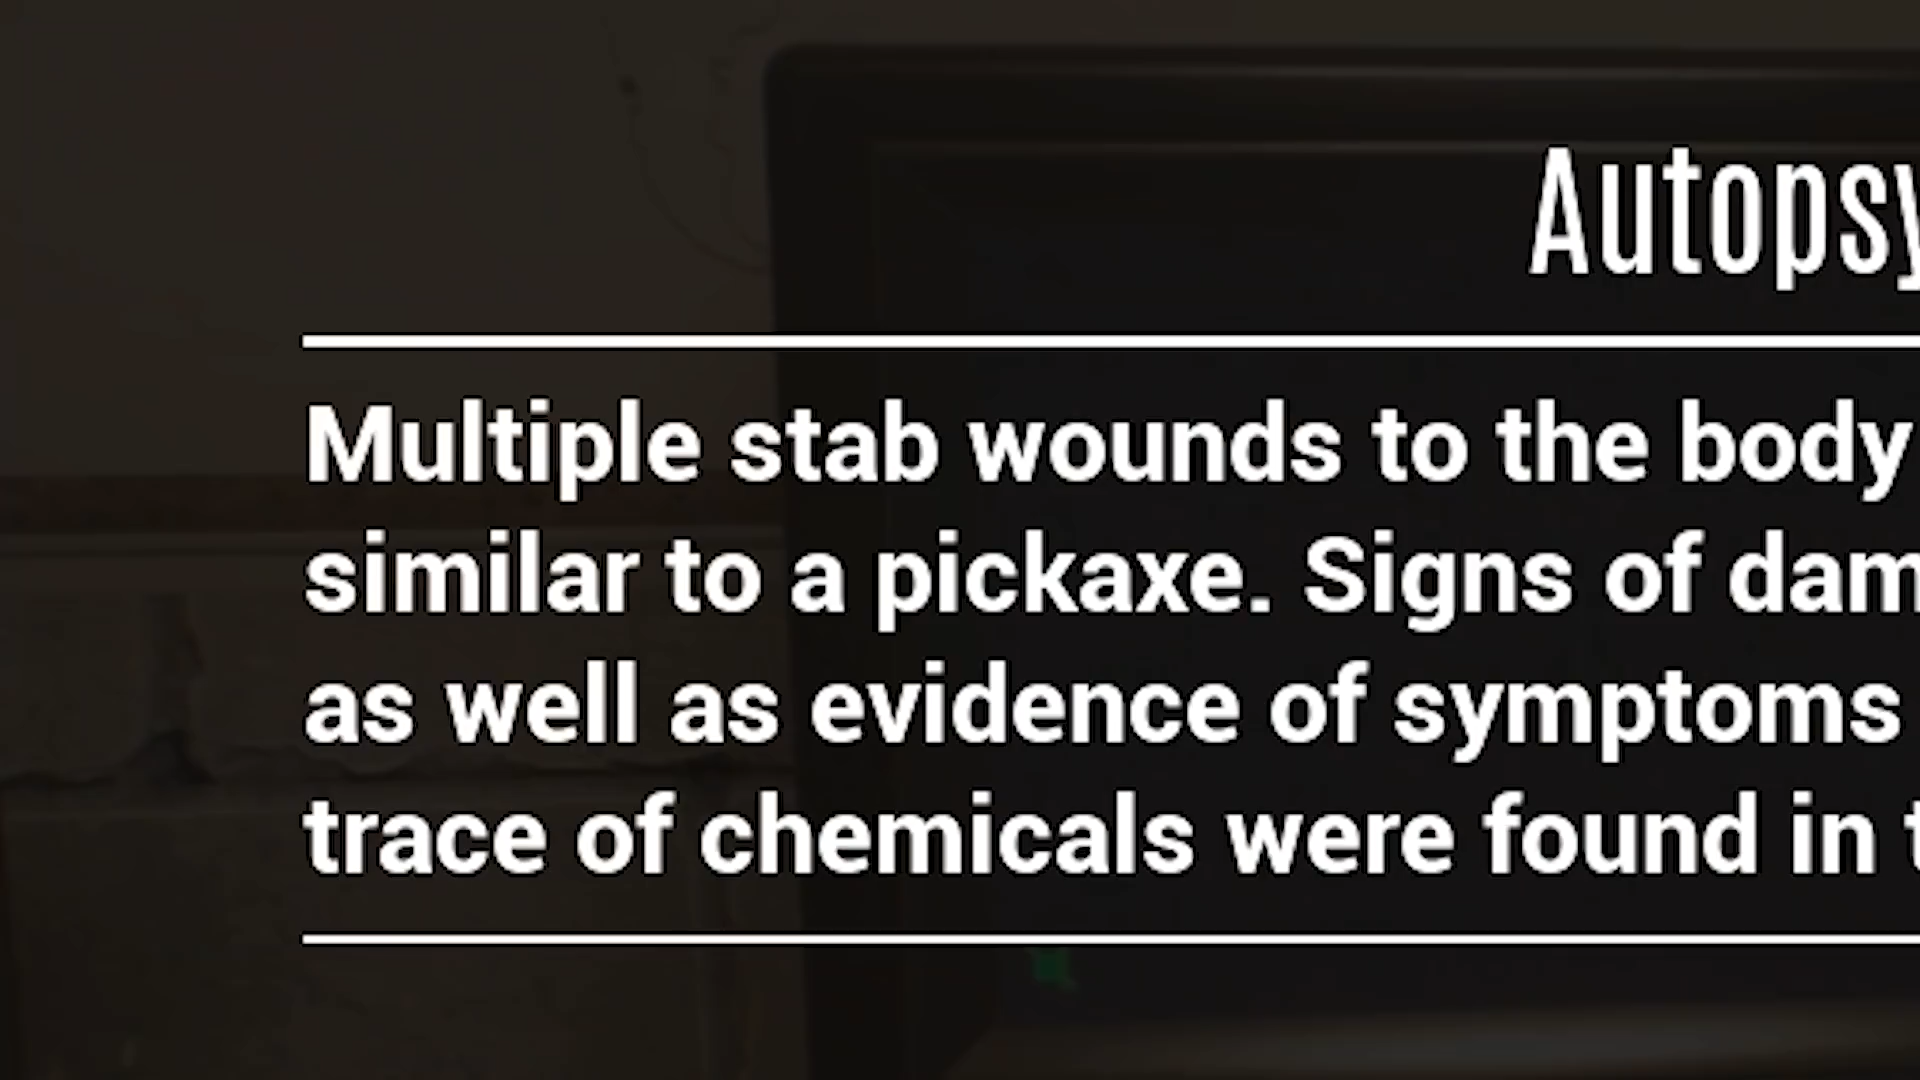 Autopsy
Multiple stab wounds to the body
similar to a pickaxe. Signs of
as well as evidence of symptoms
trace of chemicals were found in